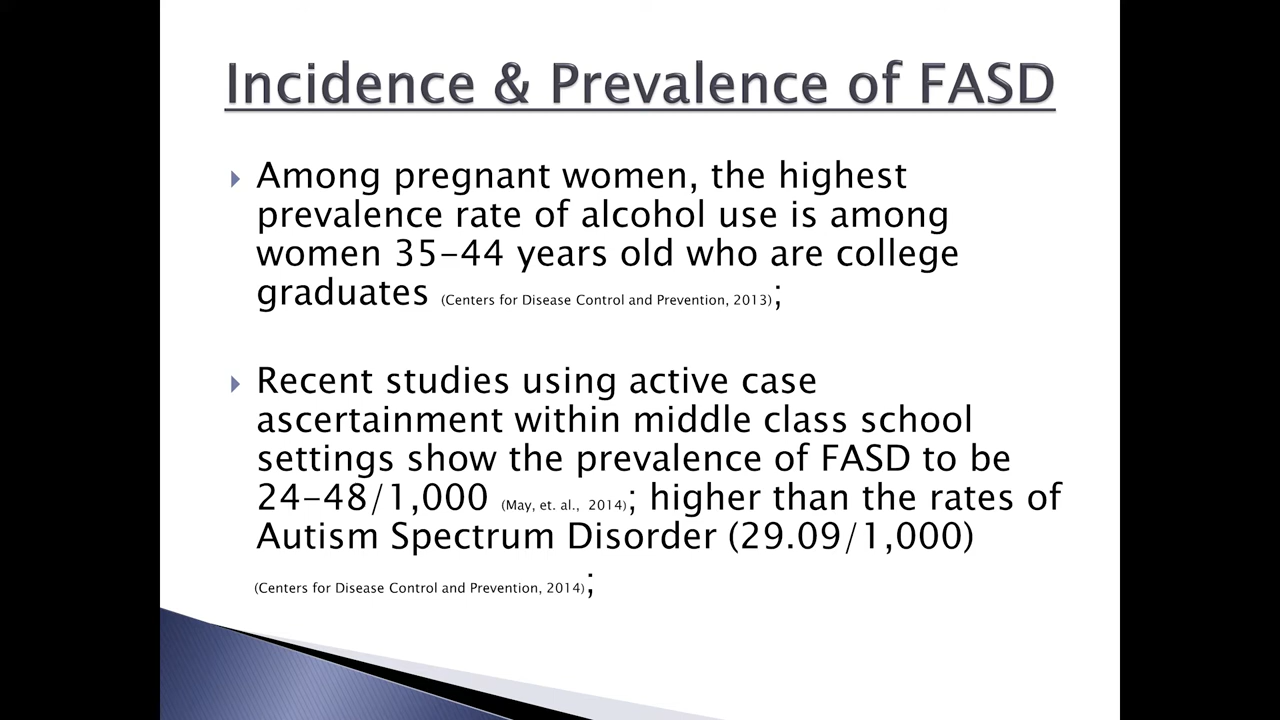 Incidence & Prevalence of FASD
Among pregnant women, the highest
prevalence rate of alcohol use is among
women 35-44 years old who are college
graduates (Centers for Disease Control and Prevention, 2013);
Recent studies using active case
ascertainment within middle class school
settings show the prevalence of FASD to be
24-48/1,000 (May, et. al., 2014); higher than the rates of
Autism Spectrum Disorder (29.09/1,000)
(Centers for Disease Control and Prevention, 2014);